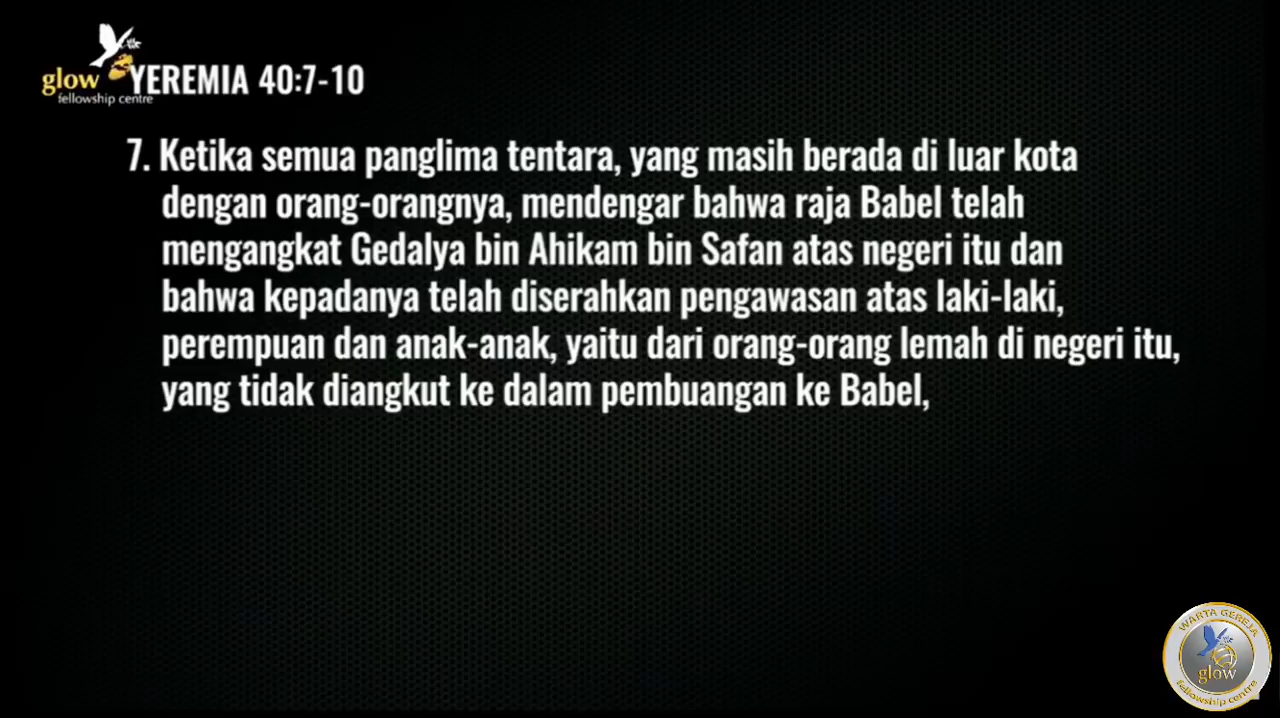 glow
fellowship centre
YEREMIA 40:7-10
7. Ketika semua panglima tentara, yang masih berada di luar kota
dengan orang-orangnya, mendengar bahwa raja Babel telah
mengangkat Gedalya bin Ahikam bin Safan atas negeri itu dan
bahwa kepadanya telah diserahkan pengawasan atas laki-laki,
perempuan dan anak-anak, yaitu dari orang-orang lemah di negeri itu,
yang tidak diangkut ke dalam pembuangan ke Babel,
WARTA GEREJA
glow
fellowship centre